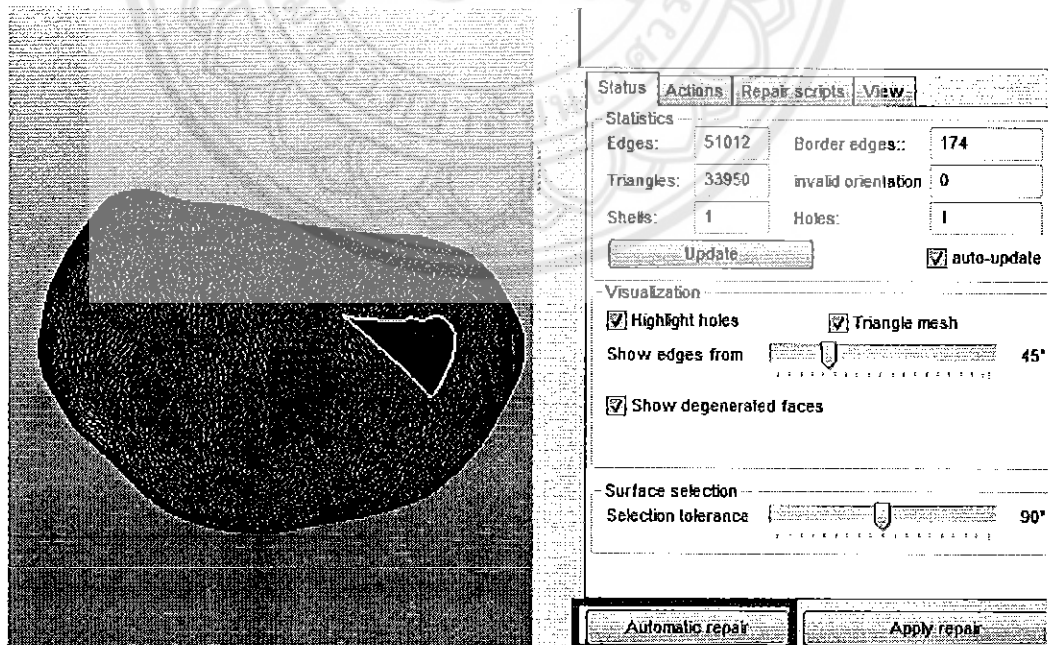 Status Actions Repair scripts View
Statistics
Edges: 51012 Border edges:: 174
Triangles: 33950 invalid orientation 0
Shells: 1 Holes: 1
Update auto-update
Visualization
Highlight holes Triangle mesh
Show edges from 45°
Show degenerated faces
Surface selection
Selection tolerance 90°
Automatic repair Apply repair